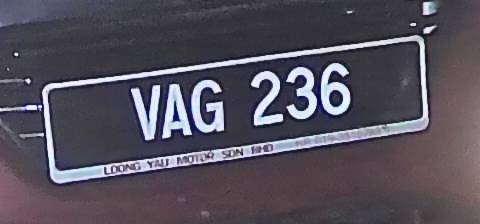 VAG 236
LOONG YAU MOTOR SDN BHD